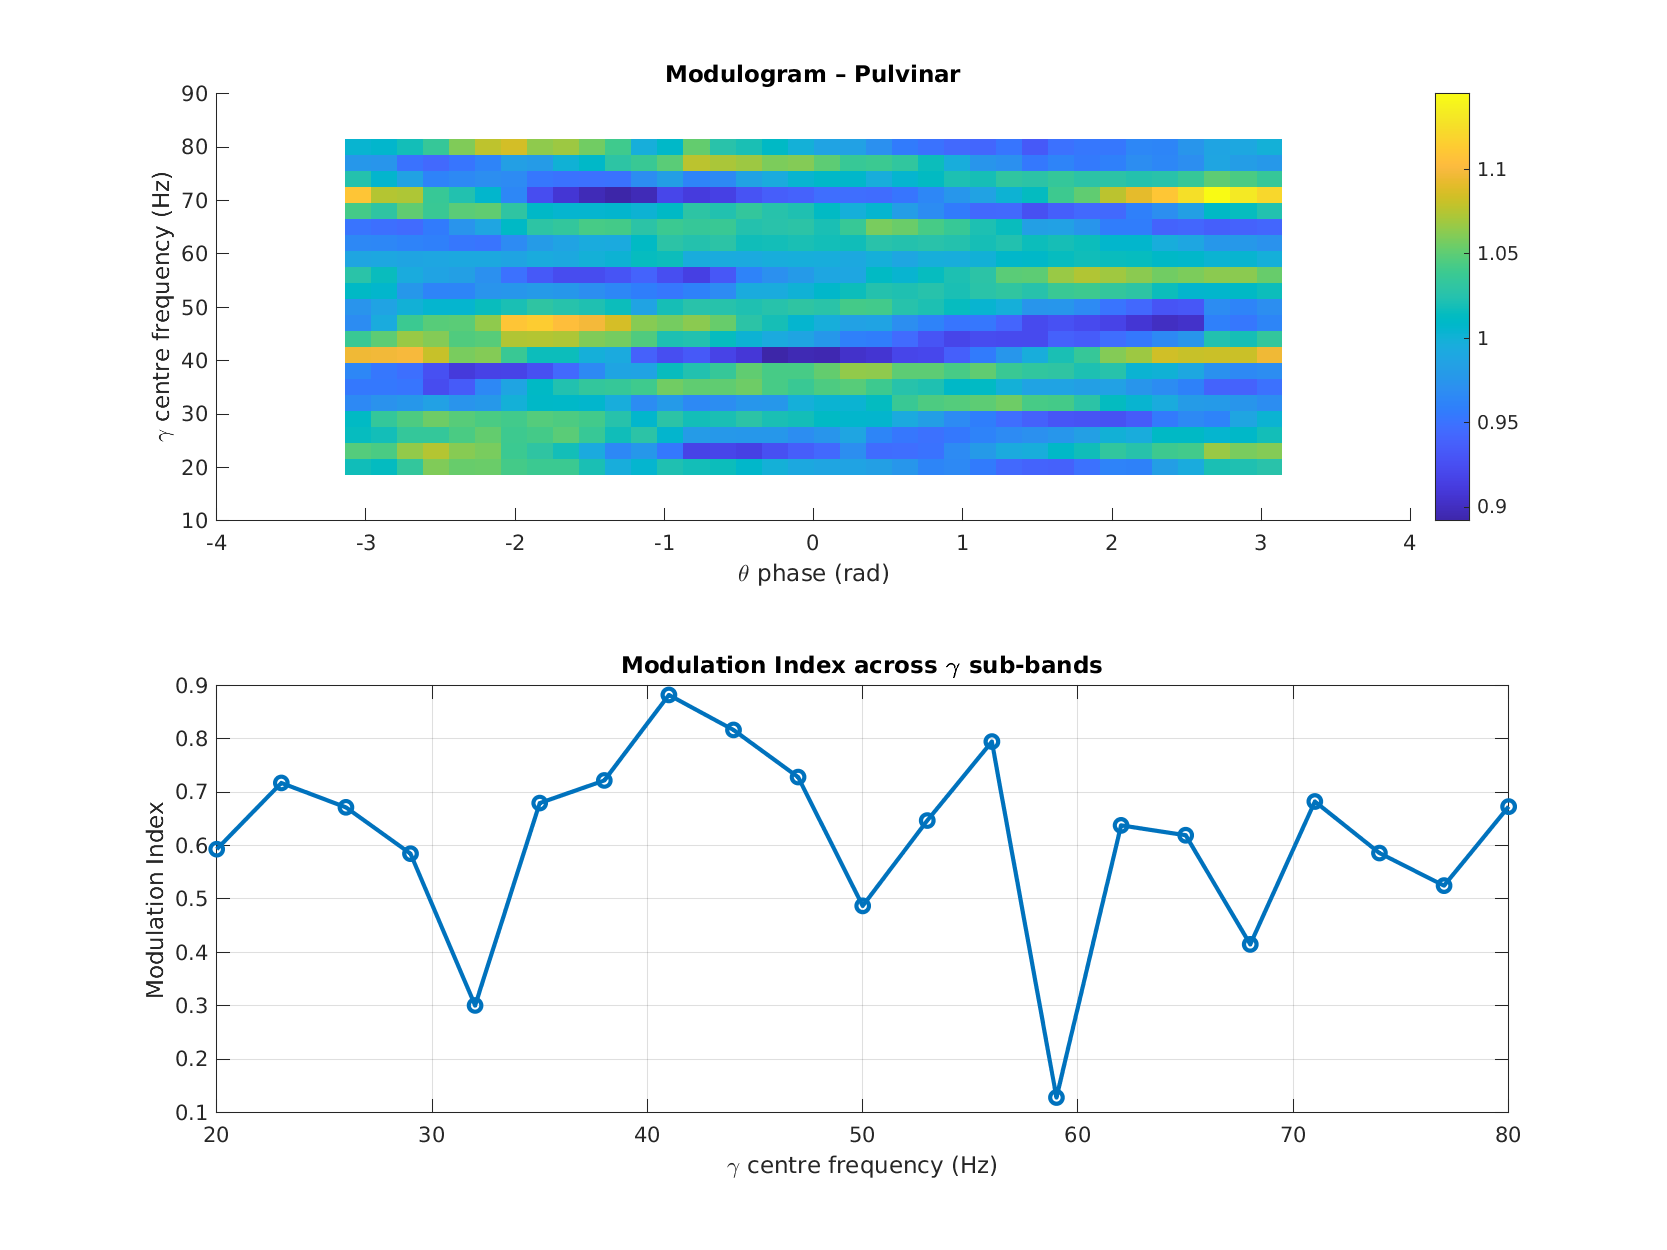 Modulogram – Pulvinar
90
80
70
60
50
40
30
20
10
γ centre frequency (Hz)
-4 -3 -2 -1 0 1 2 3 4
θ phase (rad)
1.1
1.05
1
0.95
0.9
Modulation Index across γ sub-bands
0.9
0.8
0.7
0.6
0.5
0.4
0.3
0.2
0.1
Modulation Index
20 30 40 50 60 70 80
γ centre frequency (Hz)